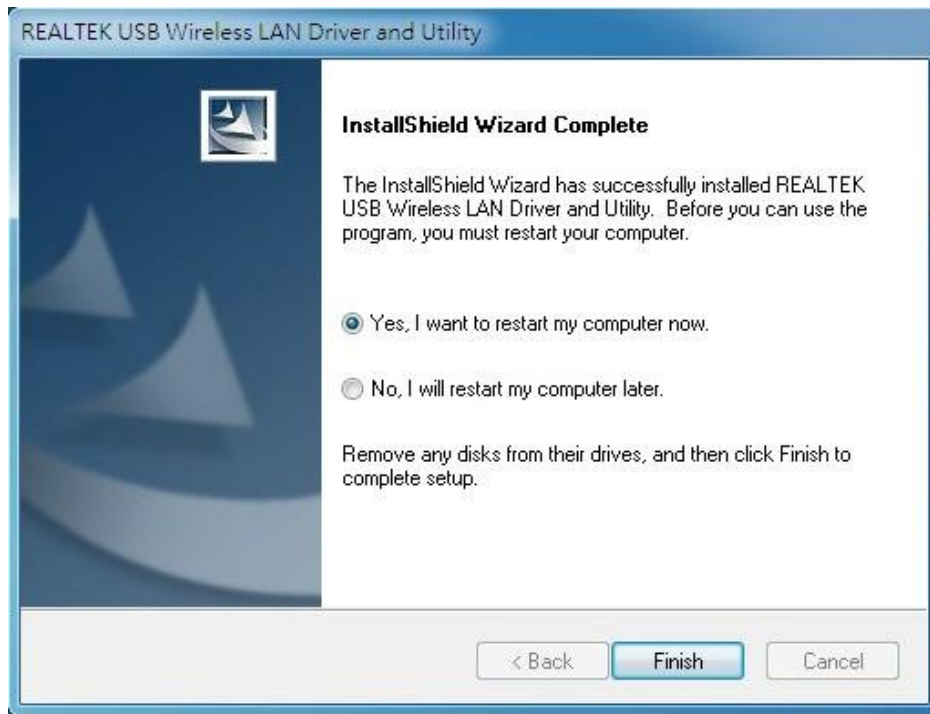 REALTEK USB Wireless LAN Driver and Utility
InstallShield Wizard Complete
The InstallShield Wizard has successfully installed REALTEK
USB Wireless LAN Driver and Utility.  Before you can use the
program, you must restart your computer.
Yes, I want to restart my computer now.
No, I will restart my computer later.
Remove any disks from their drives, and then click Finish to
complete setup.
< Back Finish Cancel